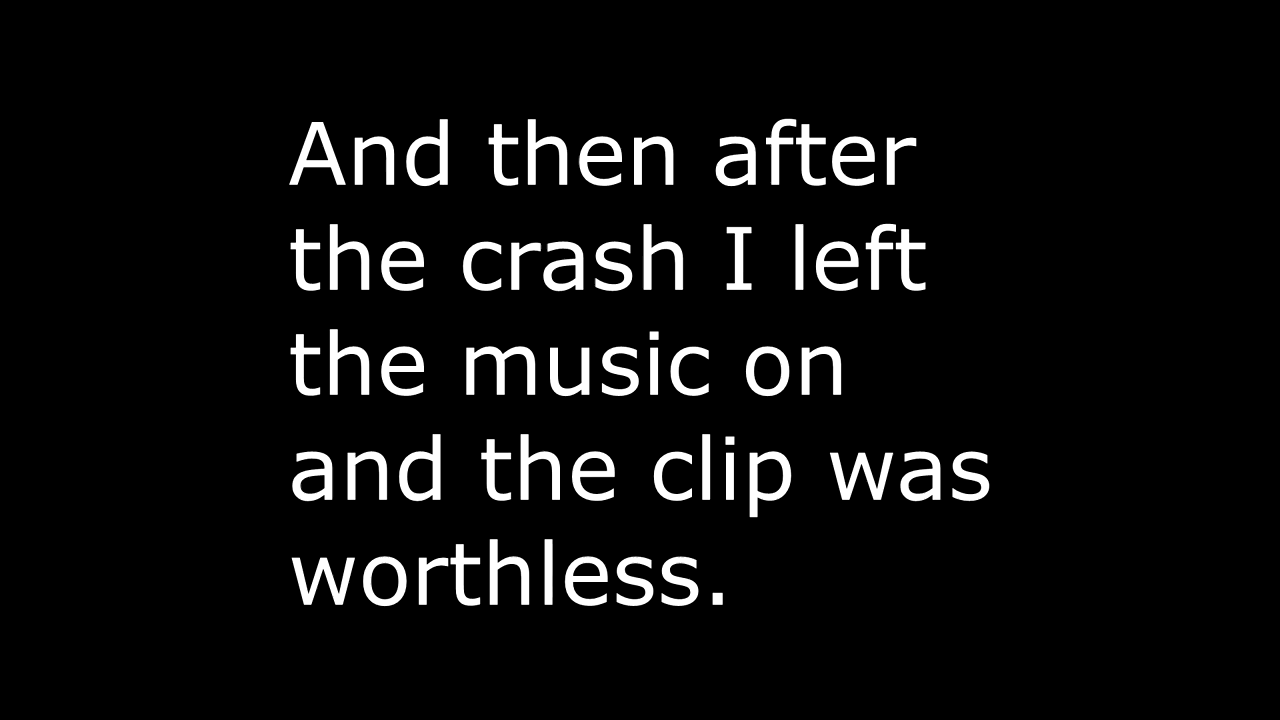 And then after
the crash I left
the music on
and the clip was
worthless.